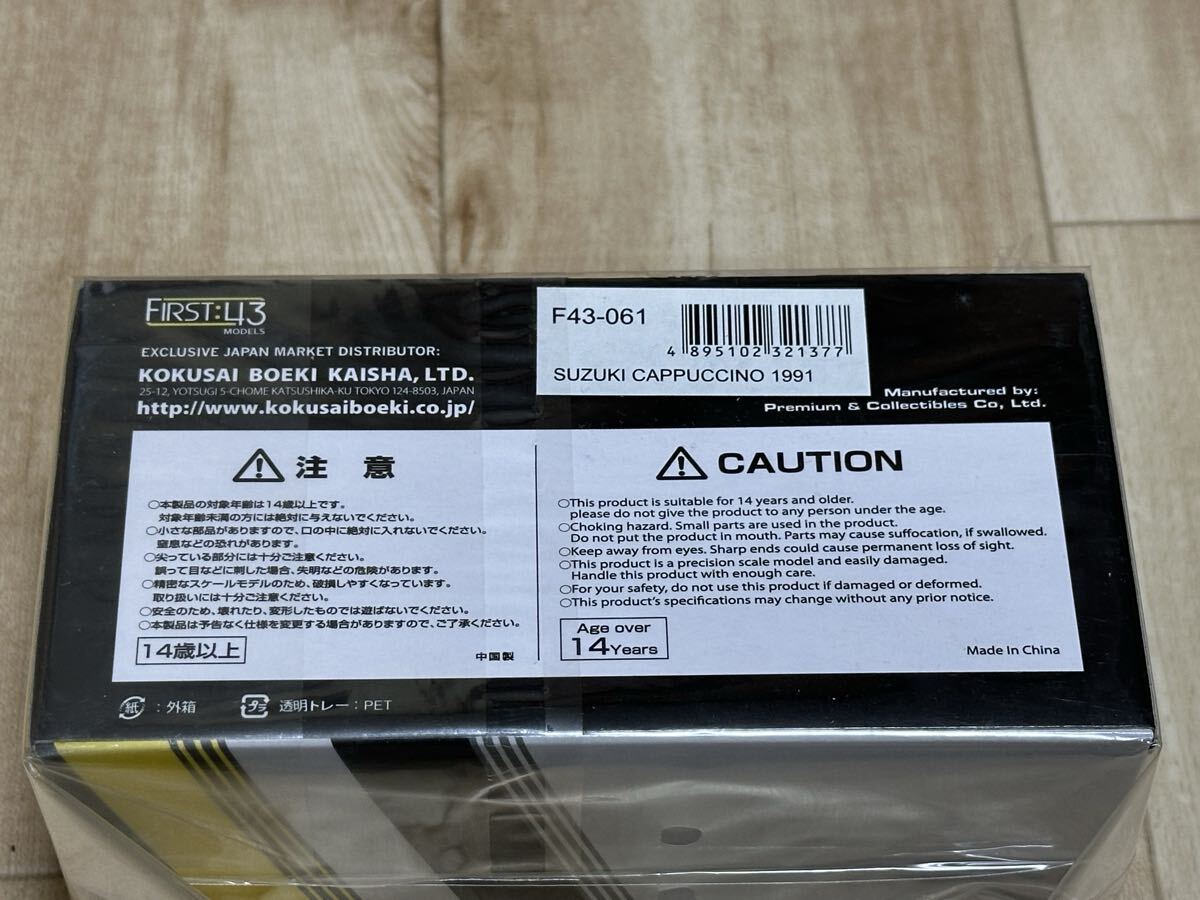 FIRST:43
MODELS
EXCLUSIVE JAPAN MARKET DISTRIBUTOR:
KOKUSAI BOEKI KAISHA, LTD.
25-12, YOTSUGI 5-CHOME KATSUSHIKA-KU TOKYO 124-8503, JAPAN
http://www.kokusaiboeki.co.jp/
F43-061
4 895102 321377
SUZUKI CAPPUCCINO 1991
Manufactured by:
Premium & Collectibles Co, Ltd.
注 意
○本製品の対象年齢は14歳以上です。
対象年齢未満の方には絶対に与えないでください。
○小さな部品がありますので、口の中に絶対に入れないでください。
窒息などの恐れがあります。
○尖っている部分には十分ご注意ください。
誤って目などに刺した場合、失明などの危険があります。
○精密なスケールモデルのため、破損しやすくなっています。
取り扱いには十分ご注意ください。
○安全のため、壊れたり、変形したものでは遊ばないでください。
○本製品は予告なく仕様を変更する場合がありますので、ご了承ください。
14歳以上
中国製
CAUTION
○This product is suitable for 14 years and older.
please do not give the product to any person under the age.
○Choking hazard. Small parts are used in the product.
Do not put the product in mouth. Parts may cause suffocation, if swallowed.
○Keep away from eyes. Sharp ends could cause permanent loss of sight.
○This product is a precision scale model and easily damaged.
Handle this product with enough care.
○For your safety, do not use this product if damaged or deformed.
○This product's specifications may change without any prior notice.
Age over
14 Years
Made In China
紙 : 外箱
プラ 透明トレー : PET